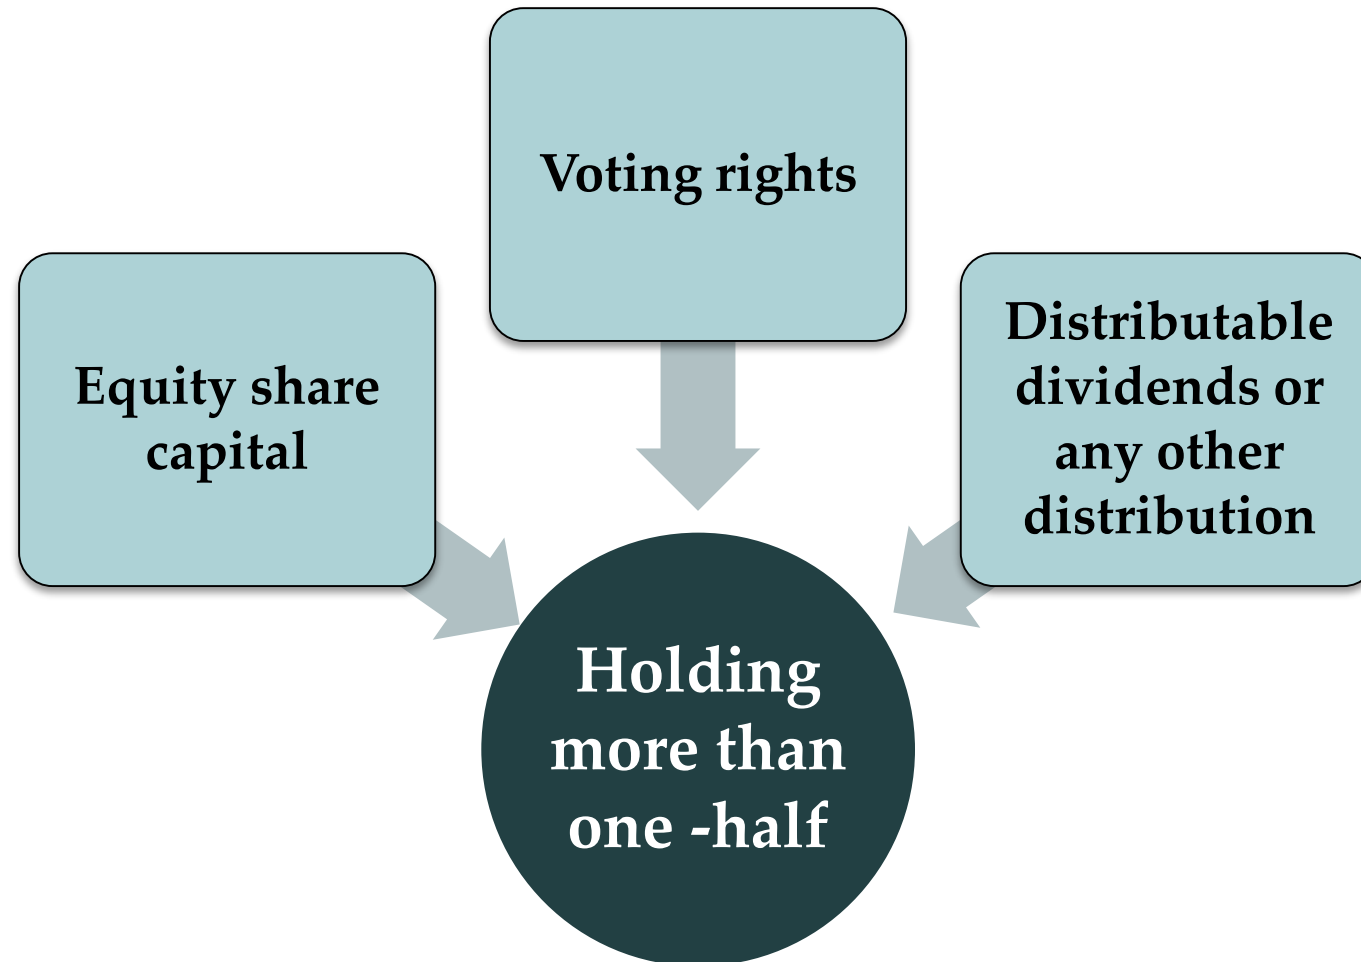 Voting rights
Equity share
capital
Distributable
dividends or
any other
distribution
Holding
more than
one -half